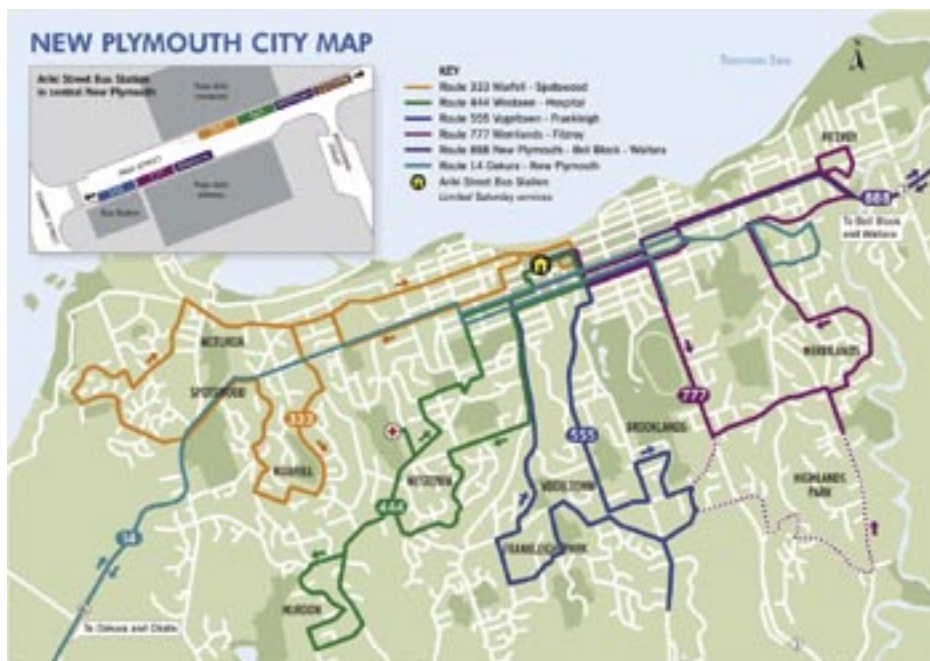 NEW PLYMOUTH CITY MAP
Ariki Street Bus Station
in central New Plymouth
ARIKI STREET
Bus Station
KEY
Route 333 Marfell - Spotswood
Route 444 Westown - Hospital
Route 555 Vogeltown - Frankleigh
Route 777 Merrilands - Fitzroy
Route 888 New Plymouth - Bell Block - Waitara
Route 14 Oakura - New Plymouth
Ariki Street Bus Station
Limited Saturday services
Tasman Sea
N
FITZROY
888
To Bell Block
and Waitara
MOTUROA
SPOTSWOOD
333
MARFELL
WESTOWN
444
HURDON
14
To Oakura and Okato
555
VOGELTOWN
FRANKLEIGH PARK
BROOKLANDS
777
MERRILANDS
HIGHLANDS
PARK